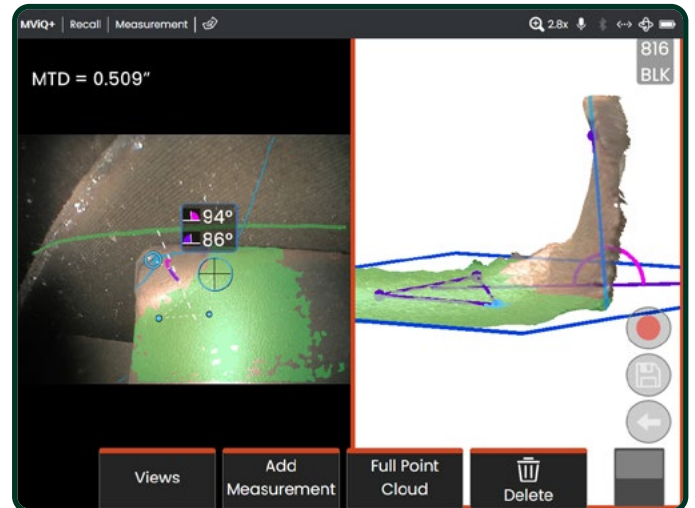 MViQ+ | Recall | Measurement
2.8x
MTD = 0.509"
816
BLK
94°
86°
Views
Add
Measurement
Full Point
Cloud
Delete